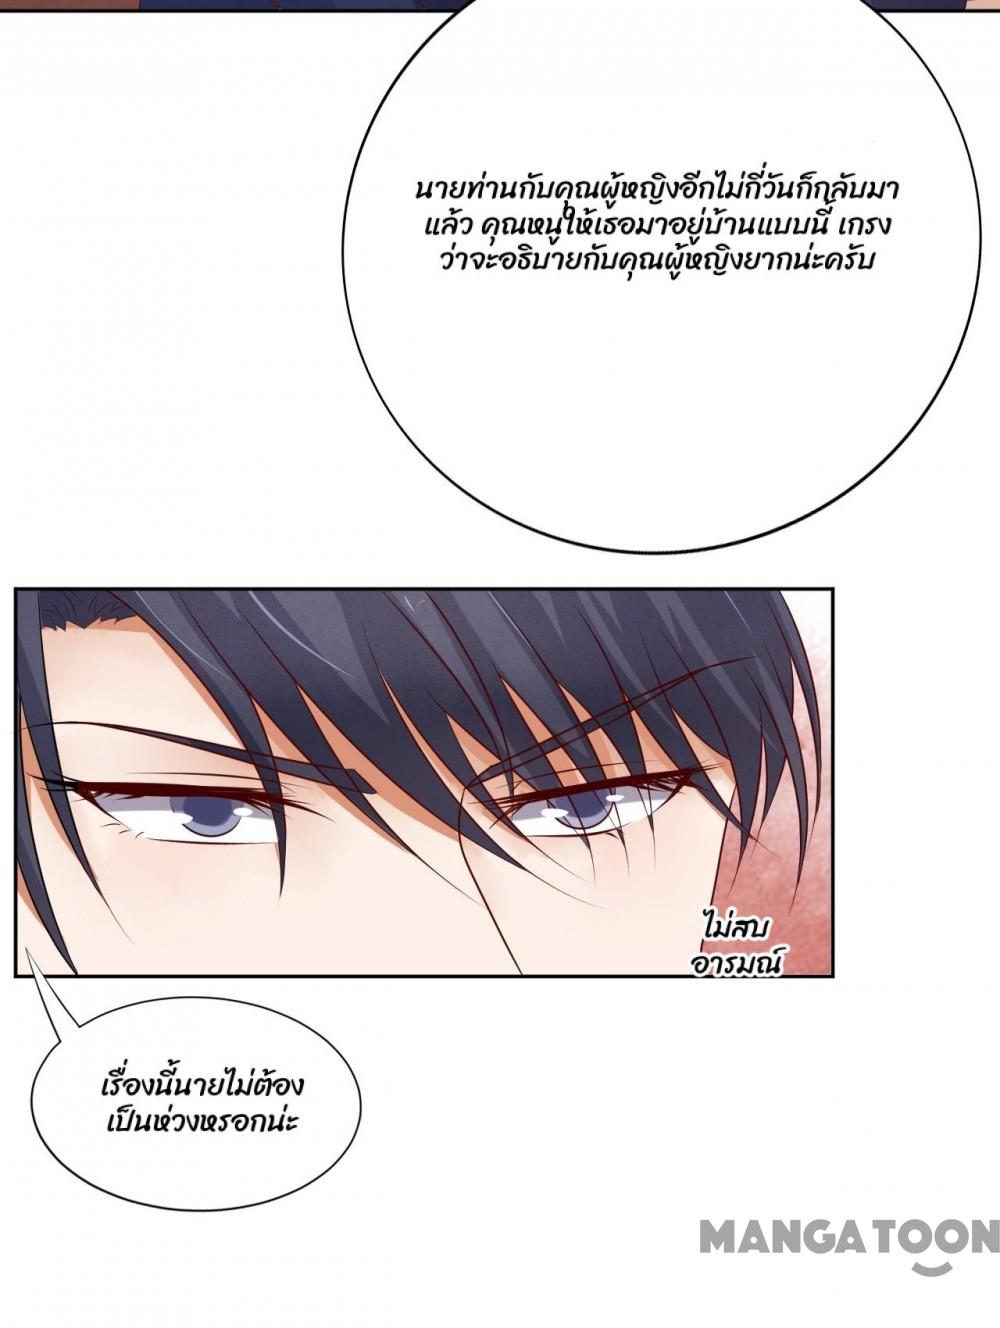 นายท่านกับคุณผู้หญิงอีกไม่กี่วันก็กลับมา
แล้ว คุณหนูให้เธอมาอยู่บ้านแบบนี้ เกรง
ว่าจะอธิบายกับคุณผู้หญิงยากน่ะครับ
ไม่สบ
อารมณ์
เรื่องนี้นายไม่ต้อง
เป็นห่วงหรอกน่ะ
MANGATOON